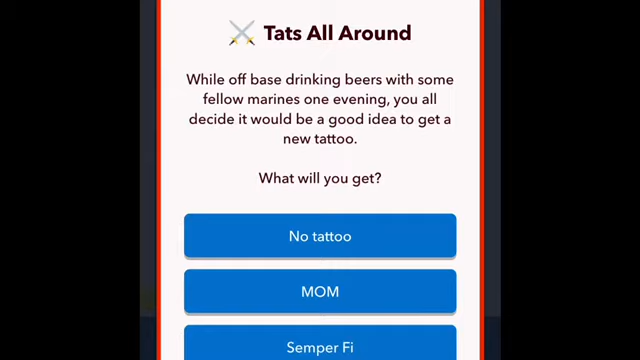 Tats All Around
While off base drinking beers with some
fellow marines one evening, you all
decide it would be a good idea to get a
new tattoo.
What will you get?
No tattoo
MOM
Semper Fi